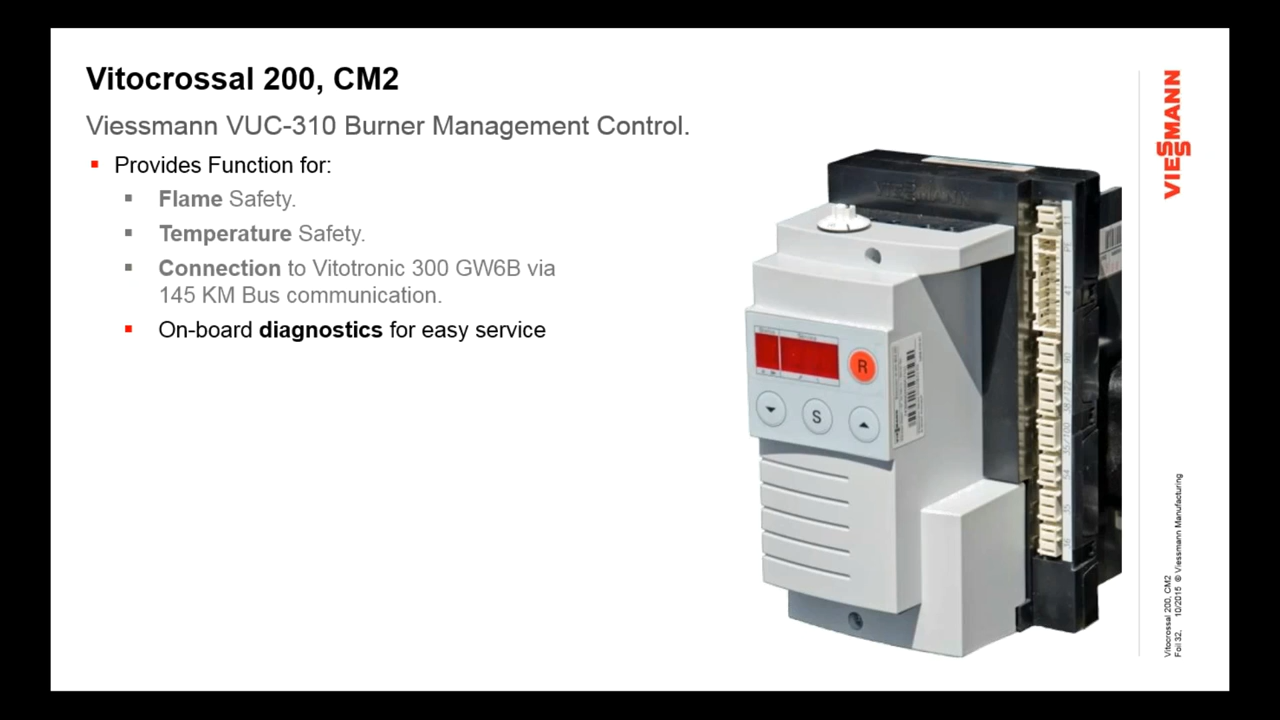 Vitocrossal 200, CM2
Viessmann VUC-310 Burner Management Control.
Provides Function for:
Flame Safety.
Temperature Safety.
Connection to Vitotronic 300 GW6B via
145 KM Bus communication.
On-board diagnostics for easy service
VIESMANN
VIESSMANN
R
S
Vitocrossal 200, CM2
Foil 32. 10/2015 © Viessmann Manufacturing